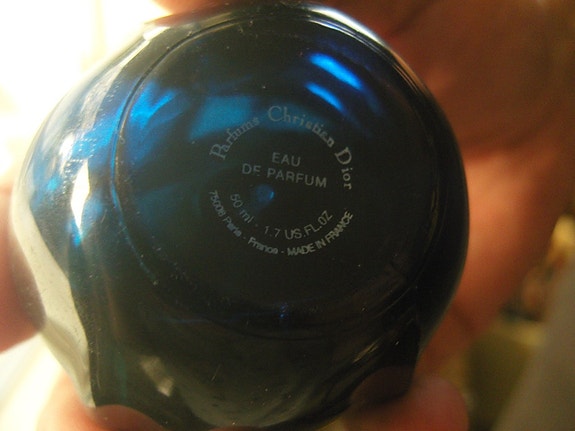 Parfums Christian Dior
EAU
DE PARFUM
50 ml - 1.7 US.FL.OZ
75008 Paris - France - MADE IN FRANCE